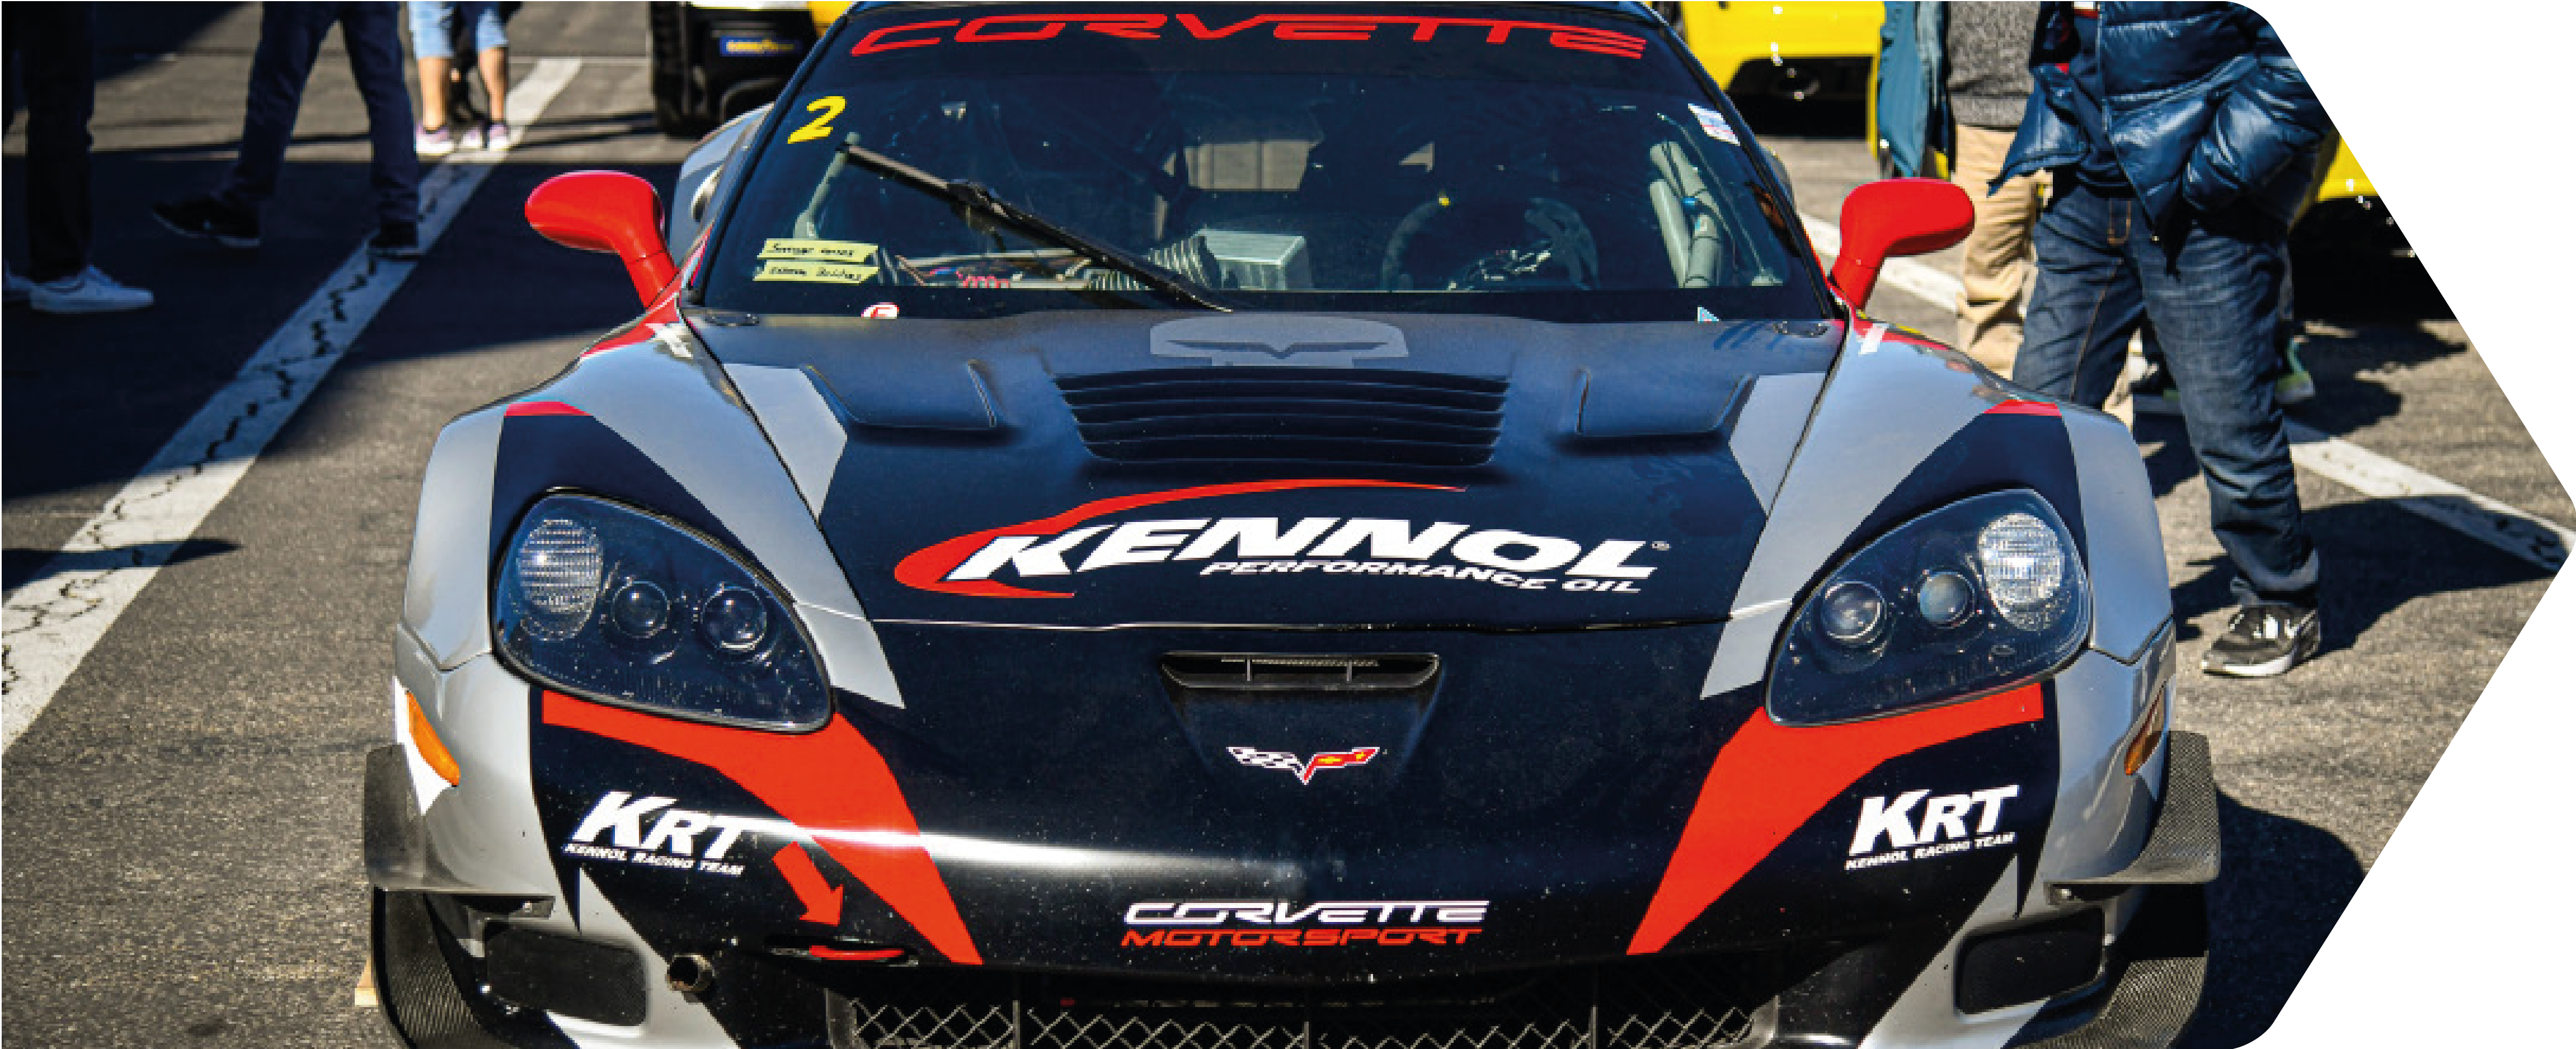 CORVETTE
2
KENNOL®
PERFORMANCE OIL
KRT
KENNOL RACING TEAM
KRT
KENNOL RACING TEAM
CORVETTE
MOTORSPORT